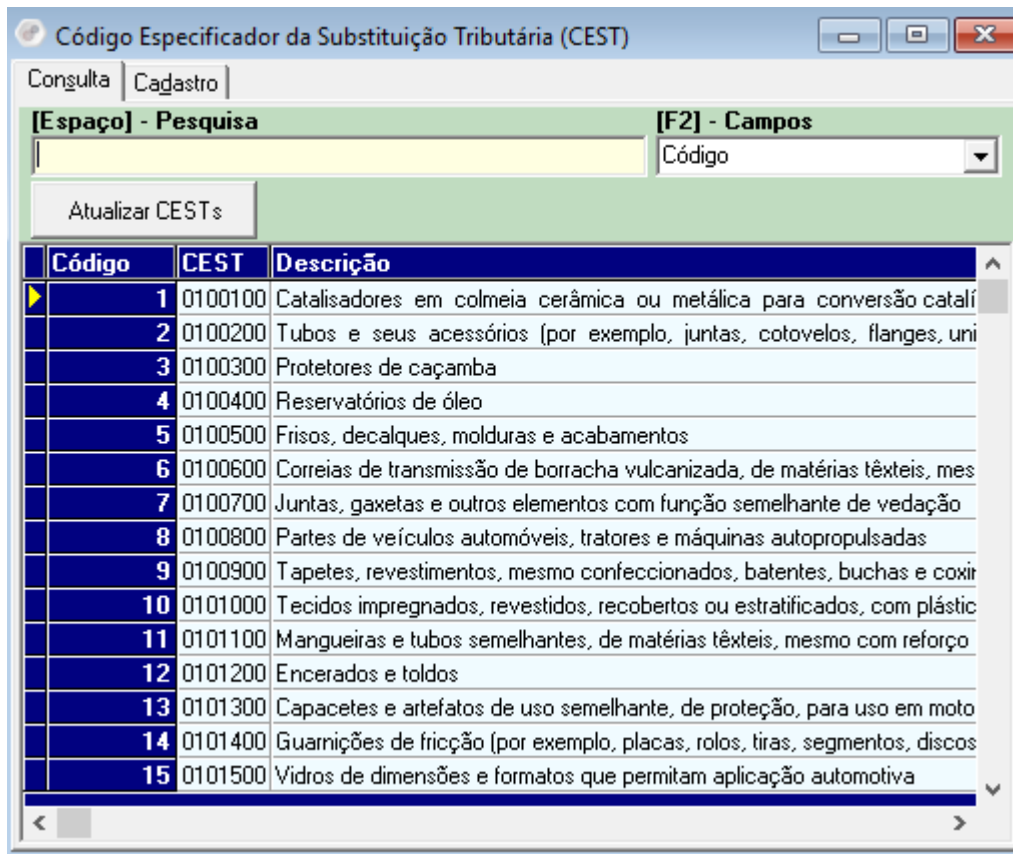 Código Especificador da Substituição Tributária (CEST)
Consulta Cadastro
[Espaço] - Pesquisa [F2] - Campos
Código
Atualizar CESTs
Código CEST Descrição
1 0100100 Catalisadores em colmeia cerâmica ou metálica para conversão catalí
2 0100200 Tubos e seus acessórios (por exemplo, juntas, cotovelos, flanges, uni
3 0100300 Protetores de caçamba
4 0100400 Reservatórios de óleo
5 0100500 Frisos, decalques, molduras e acabamentos
6 0100600 Correias de transmissão de borracha vulcanizada, de matérias têxteis, mes
7 0100700 Juntas, gaxetas e outros elementos com função semelhante de vedação
8 0100800 Partes de veículos automóveis, tratores e máquinas autopropulsadas
9 0100900 Tapetes, revestimentos, mesmo confeccionados, batentes, buchas e coxin
10 0101000 Tecidos impregnados, revestidos, recobertos ou estratificados, com plástic
11 0101100 Mangueiras e tubos semelhantes, de matérias têxteis, mesmo com reforço
12 0101200 Encerados e toldos
13 0101300 Capacetes e artefatos de uso semelhante, de proteção, para uso em moto
14 0101400 Guarnições de fricção (por exemplo, placas, rolos, tiras, segmentos, discos
15 0101500 Vidros de dimensões e formatos que permitam aplicação automotiva